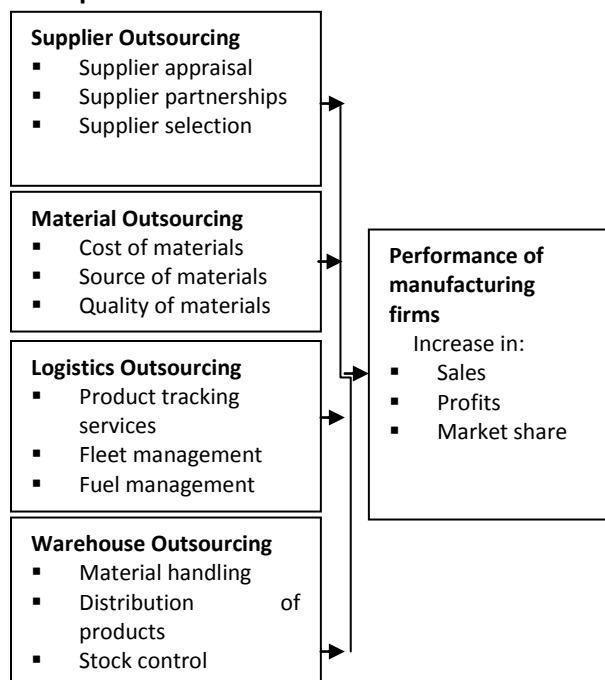 Supplier Outsourcing
▪ Supplier appraisal
▪ Supplier partnerships
▪ Supplier selection
Material Outsourcing
▪ Cost of materials
▪ Source of materials
▪ Quality of materials
Logistics Outsourcing
▪ Product tracking
services
▪ Fleet management
▪ Fuel management
Warehouse Outsourcing
▪ Material handling
▪ Distribution of
products
▪ Stock control
Performance of
manufacturing
firms
Increase in:
▪ Sales
▪ Profits
▪ Market share